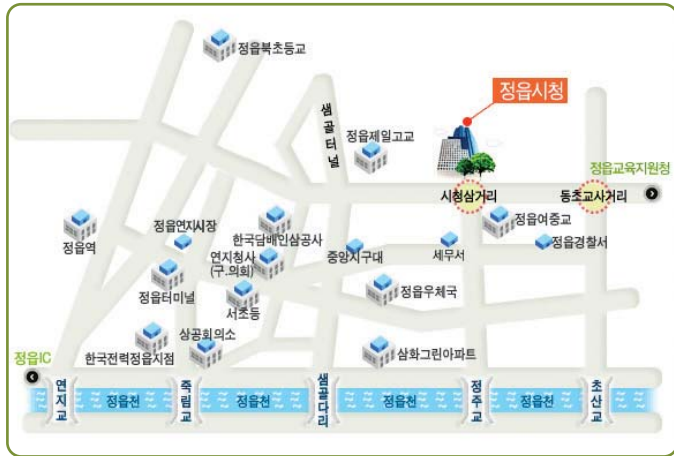 정읍북초등교
정읍시청
샘골터널
정읍제일고교
정읍교육지원청
시청삼거리
동초교사거리
정읍역
정읍연지시장
한국담배인삼공사
정읍여중교
연지청사
(구.의회)
중앙지구대
세무서
정읍경찰서
정읍터미널
서초등
정읍우체국
상공회의소
한국전력정읍지점
삼화그린아파트
정읍IC
연지교
정읍천
죽림교
정읍천
샘골다리
정읍천
정주교
정읍천
초산교